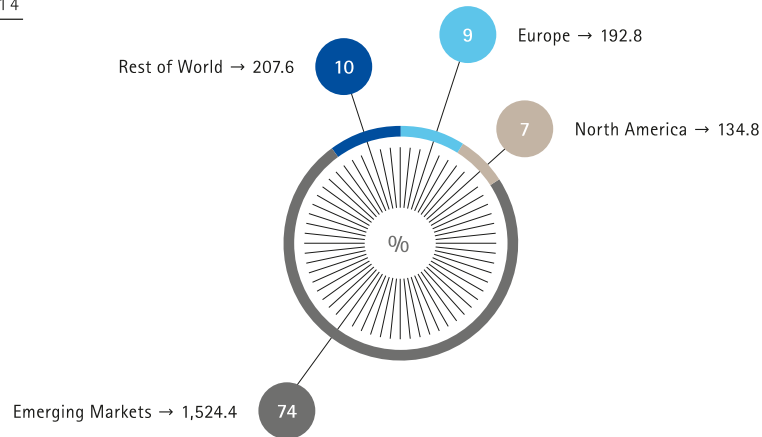 14
9
Europe → 192.8
Rest of World → 207.6
10
7
North America → 134.8
%
74
Emerging Markets → 1,524.4